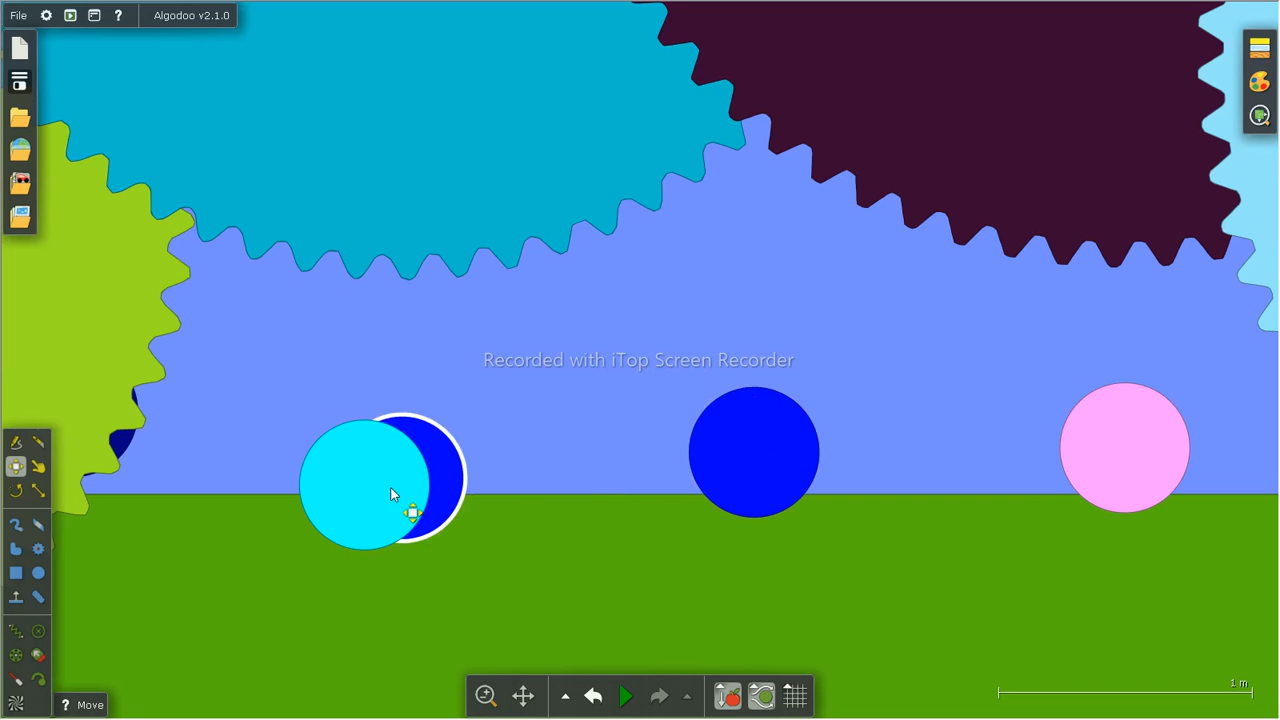 File ? Algodoo v2.1.0
Recorded with iTop Screen Recorder
1 m
? Move